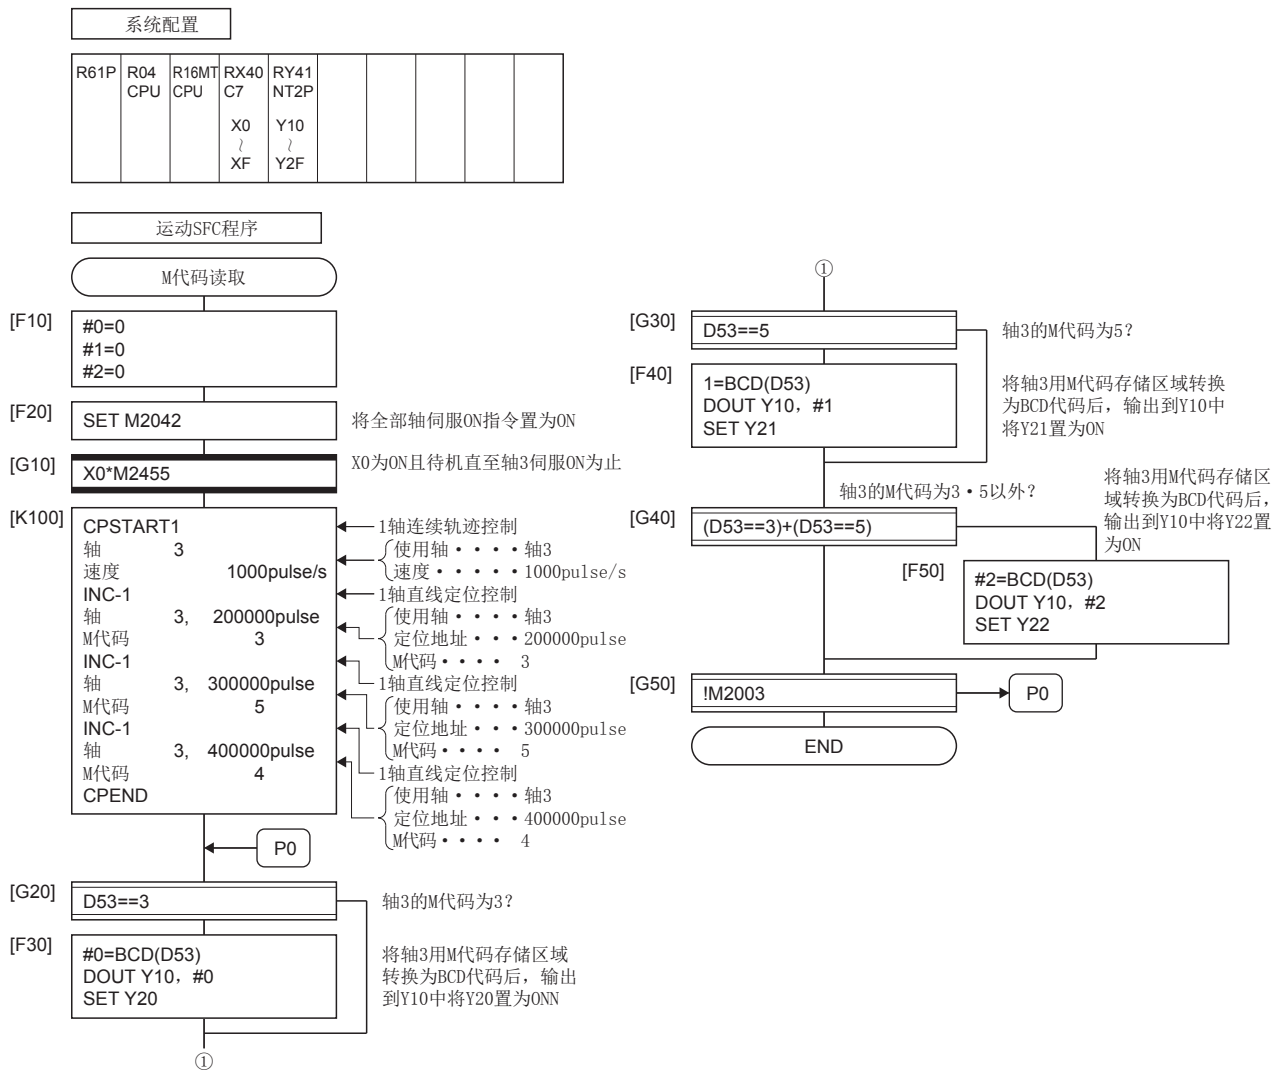 系统配置
R61P R04 R16MT RX40 RY41
CPU CPU C7 NT2P
X0 Y10
～ ～
XF Y2F
运动SFC程序
M代码读取
[F10] #0=0
#1=0
#2=0
[F20] SET M2042 将全部轴伺服ON指令置为ON
[G10] X0*M2455 X0为ON且待机直至轴3伺服ON为止
[K100] CPSTART1 1轴连续轨迹控制
轴 3 使用轴・・・・轴3
速度 1000pulse/s 速度・・・・・1000pulse/s
INC-1 1轴直线定位控制
轴 3, 200000pulse 使用轴・・・・轴3
M代码 3 定位地址・・・200000pulse
INC-1 M代码・・・・ 3
轴 3, 300000pulse 1轴直线定位控制
M代码 5 使用轴・・・・轴3
INC-1 定位地址・・・300000pulse
轴 3, 400000pulse M代码・・・・ 5
M代码 4 1轴直线定位控制
CPEND 使用轴・・・・轴3
定位地址・・・400000pulse
M代码・・・・ 4
P0
[G20] D53==3 轴3的M代码为3?
[F30] #0=BCD(D53) 将轴3用M代码存储区域
DOUT Y10, #0 转换为BCD代码后，输出
SET Y20 到Y10中将Y20置为ONN
①
①
[G30] D53==5 轴3的M代码为5?
[F40] 1=BCD(D53) 将轴3用M代码存储区域转换
DOUT Y10, #1 为BCD代码后，输出到Y10中
SET Y21 将Y21置为ON
轴3的M代码为3・5以外?
[G40] (D53==3)+(D53==5)
将轴3用M代码存储区
域转换为BCD代码后，
输出到Y10中将Y22置
为ON
[F50] #2=BCD(D53)
DOUT Y10, #2
SET Y22
[G50] !M2003 P0
END